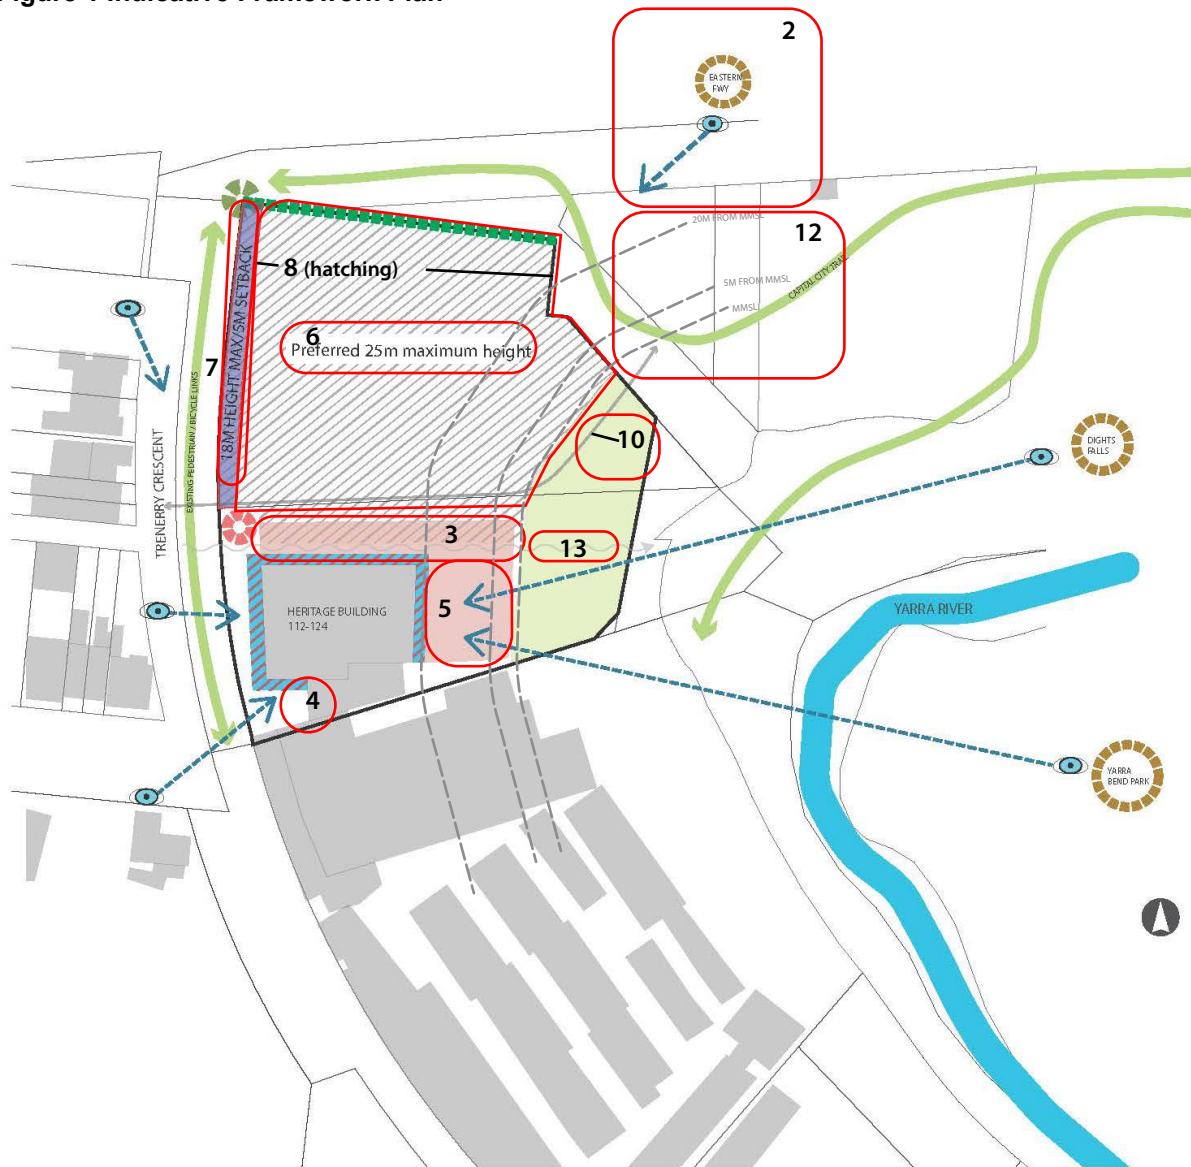 Figure 1 Indicative Framework Plan
2
EASTERN
FWY
12
20M FROM MMSL
5M FROM MMSL
MMSL
CAPITAL CITY TRAIL
8 (hatching)
6
Preferred 25m maximum height
7
18M HEIGHT MAX/5M SETBACK
EXISTING PEDESTRIAN / BICYCLE LINKS
TRENERRY CRESCENT
10
DIGHTS
FALLS
3
13
HERITAGE BUILDING
112-124
5
4
YARRA RIVER
YARRA
BEND PARK